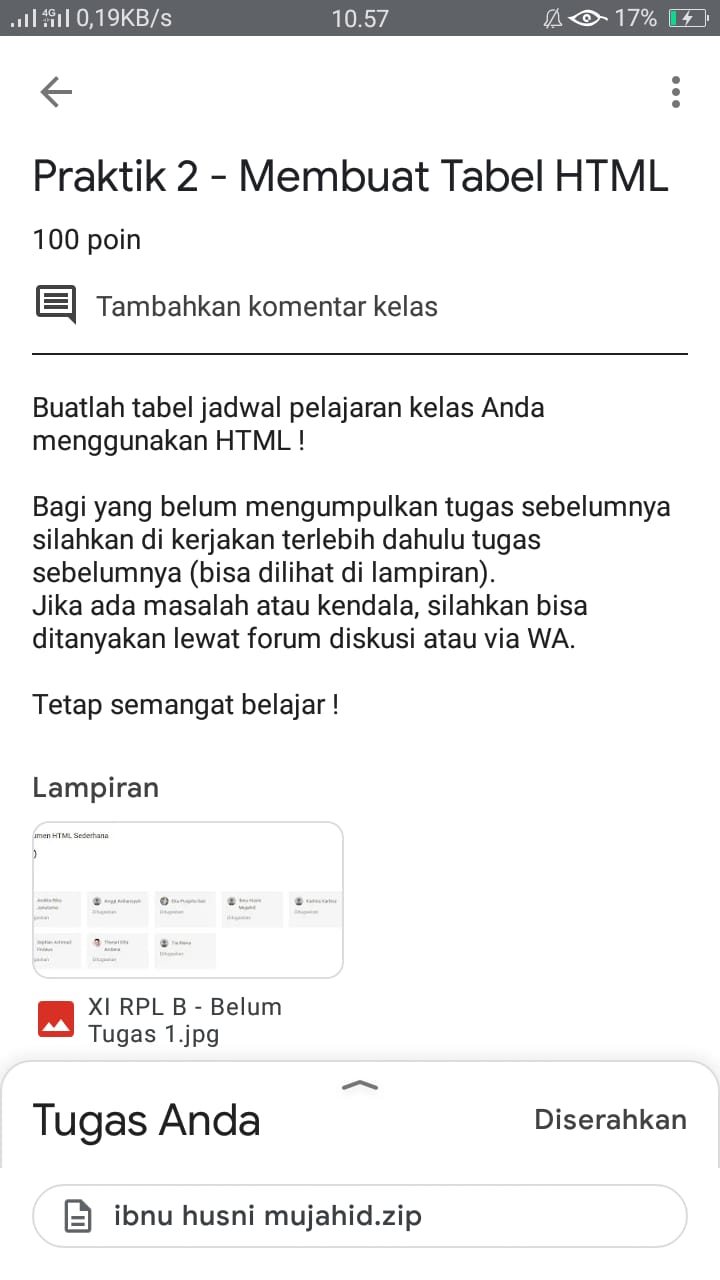 4G 0,19KB/s 10.57 17%
Praktik 2 - Membuat Tabel HTML
100 poin
Tambahkan komentar kelas
Buatlah tabel jadwal pelajaran kelas Anda
menggunakan HTML !
Bagi yang belum mengumpulkan tugas sebelumnya
silahkan di kerjakan terlebih dahulu tugas
sebelumnya (bisa dilihat di lampiran).
Jika ada masalah atau kendala, silahkan bisa
ditanyakan lewat forum diskusi atau via WA.
Tetap semangat belajar !
Lampiran
umen HTML Sederhana
XI RPL B - Belum
Tugas 1.jpg
Tugas Anda
Diserahkan
ibnu husni mujahid.zip